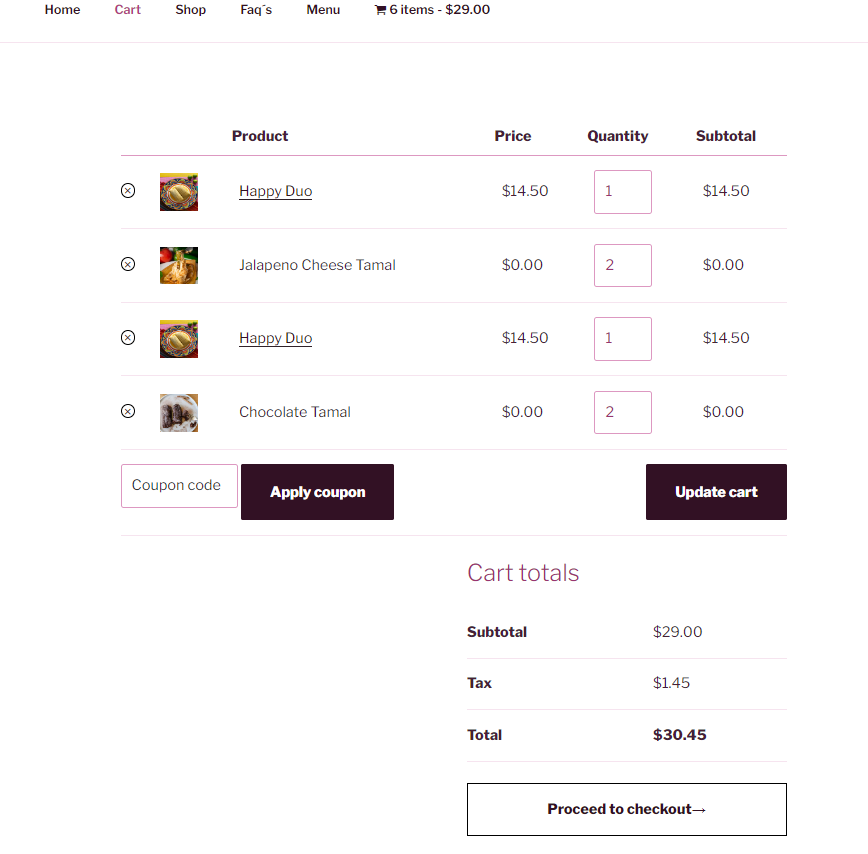 Home Cart Shop Faq´s Menu 6 items - $29.00
Product Price Quantity Subtotal
Happy Duo $14.50 1 $14.50
Jalapeno Cheese Tamal $0.00 2 $0.00
Happy Duo $14.50 1 $14.50
Chocolate Tamal $0.00 2 $0.00
Coupon code Apply coupon Update cart
Cart totals
Subtotal $29.00
Tax $1.45
Total $30.45
Proceed to checkout→